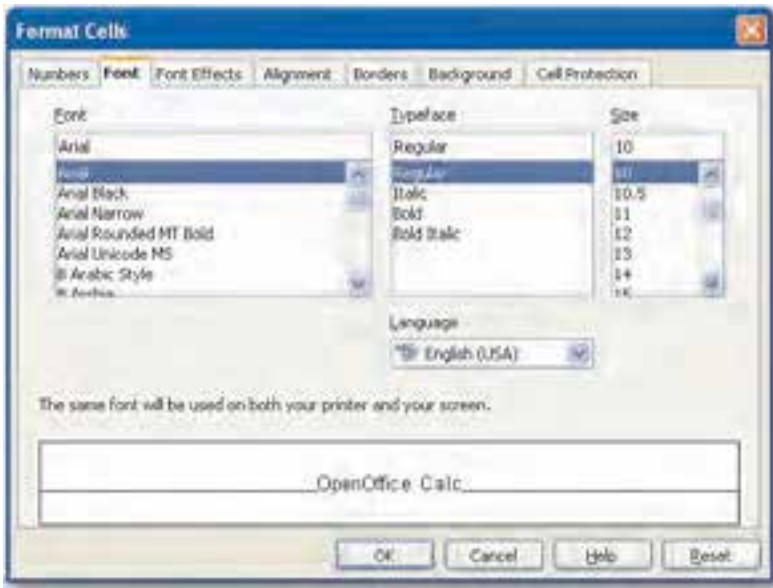 Format Cells
Numbers Font Font Effects Alignment Borders Background Cell Protection
Font Typeface Size
Arial Regular 10
Arial Regular 10
Arial Black Italic 10.5
Arial Narrow Bold 11
Arial Rounded MT Bold Bold Italic 12
Arial Unicode MS 13
B Arabic Style 14
15
Language
English (USA)
The same font will be used on both your printer and your screen.
OpenOffice Calc
OK Cancel Help Reset